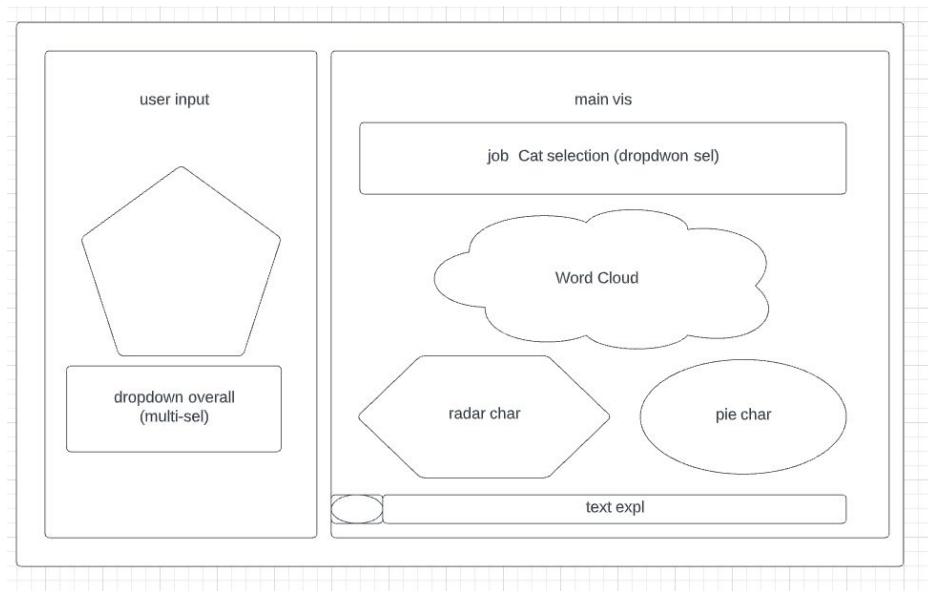 user input
main vis
job  Cat selection (dropdwon sel)
Word Cloud
dropdown overall
(multi-sel)
radar char
pie char
text expl